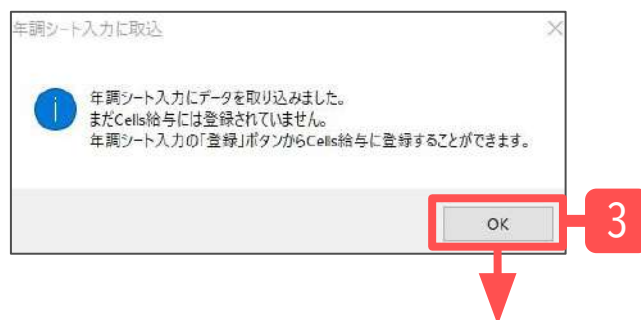 年調シート入力に取込
年調シート入力にデータを取り込みました。
まだCells給与には登録されていません。
年調シート入力の「登録」ボタンからCells給与に登録することができます。
OK
3